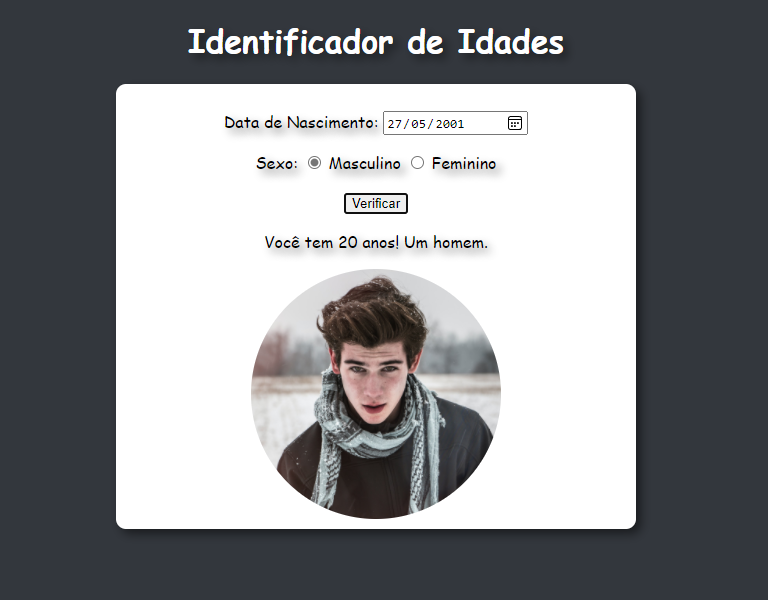 Identificador de Idades
Data de Nascimento: 27/05/2001
Sexo: Masculino Feminino
Verificar
Você tem 20 anos! Um homem.